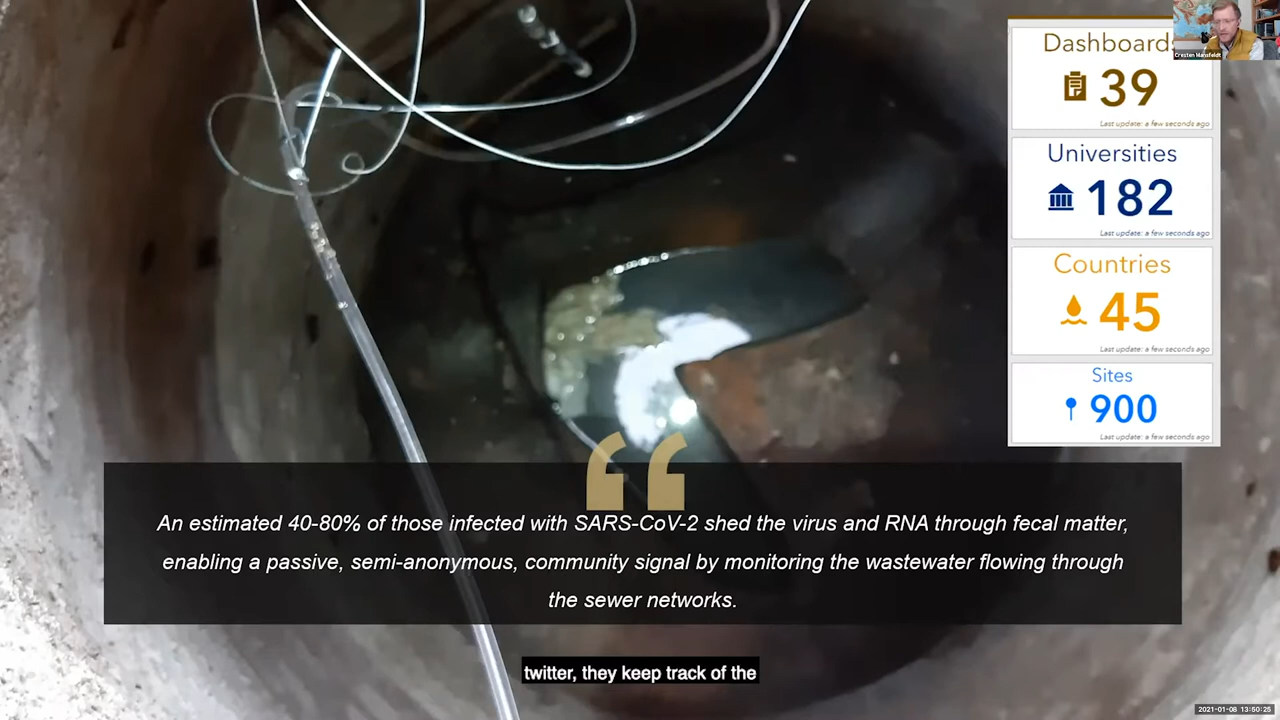 Dashboards
39
Last update: a few seconds ago
Cresten Mansfeldt
Universities
182
Last update: a few seconds ago
Countries
45
Last update: a few seconds ago
Sites
900
Last update: a few seconds ago
An estimated 40-80% of those infected with SARS-CoV-2 shed the virus and RNA through fecal matter,
enabling a passive, semi-anonymous, community signal by monitoring the wastewater flowing through
the sewer networks.
twitter, they keep track of the
2021-01-08 13:50:25